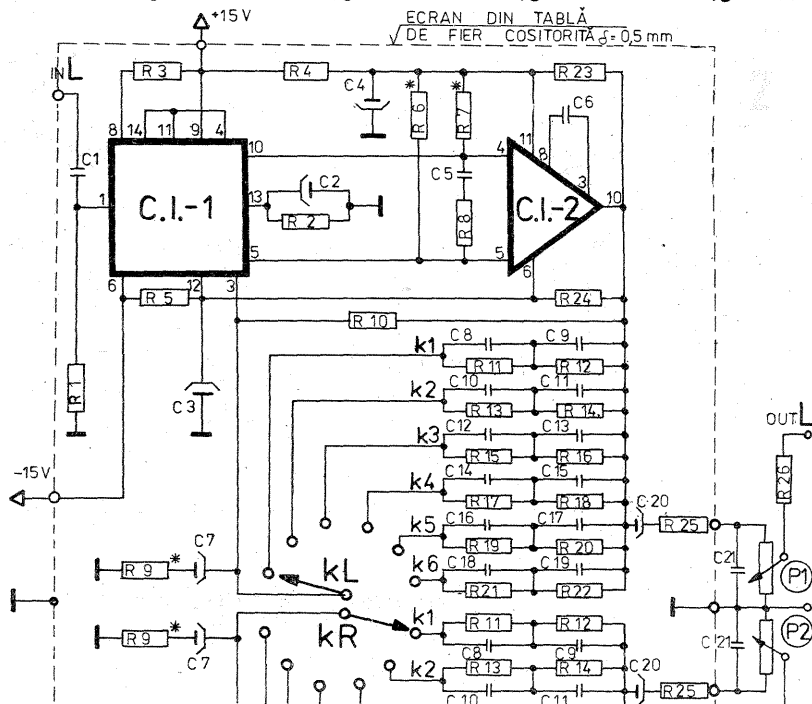 +15V
ECRAN DIN TABLĂ
DE FIER COSITORITĂ δ= 0,5 mm
IN L
R3
R4
R23
C4
* R6
* R7
C6
8 14 11 9 4
11 8 3
C1
10
4
C5
1
C.I.-1
13
C2
R2
R8
C.I.-2
10
5
5
6
6 12 3
R5
R24
R10
R1
C3
k1 C8 C9
R11 R12
k2 C10 C11
R13 R14
k3 C12 C13
R15 R16
k4 C14 C15
R17 R18
k5 C16 C17
R19 R20
k6 C18 C19
R21 R22
OUT L
R26
-15V
C20
R25
C21
P1
R9 * C7
kL
kR
R9 * C7
k1 R11 R12
C8 C9
k2 R13 R14
C10 C11
C20
R25
C21
P2